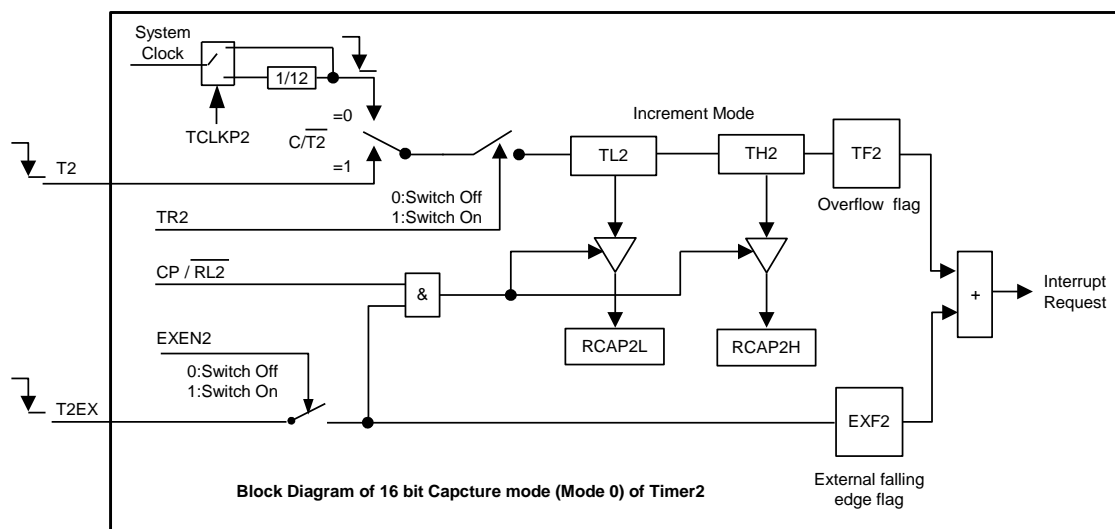 System
Clock
1/12
TCLKP2
=0
C/T2
=1
T2
Increment Mode
TL2
TH2
TF2
Overflow flag
0:Switch Off
1:Switch On
TR2
CP / RL2
&
+
Interrupt
Request
RCAP2L
RCAP2H
EXEN2
0:Switch Off
1:Switch On
T2EX
EXF2
External falling
edge flag
Block Diagram of 16 bit Capcture mode (Mode 0) of Timer2